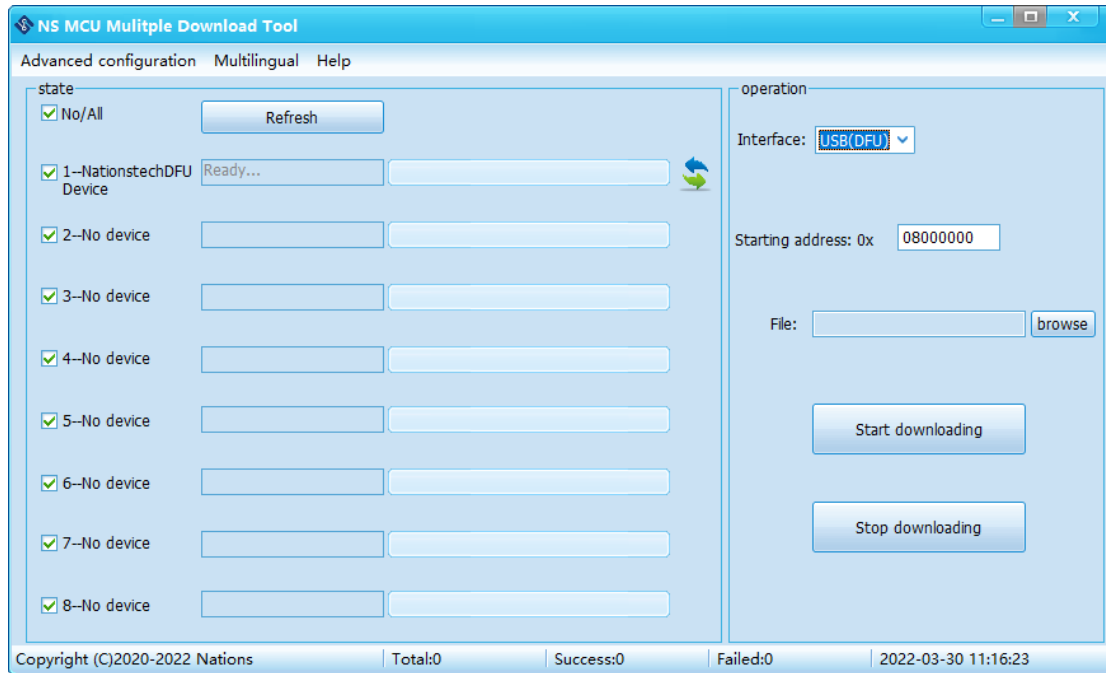 NS MCU Mulitple Download Tool
Advanced configuration Multilingual Help
state
No/All
Refresh
1--NationstechDFU
Device
Ready...
2--No device
3--No device
4--No device
5--No device
6--No device
7--No device
8--No device
operation
Interface: USB(DFU)
Starting address: 0x 08000000
File: browse
Start downloading
Stop downloading
Copyright (C)2020-2022 Nations Total:0 Success:0 Failed:0 2022-03-30 11:16:23